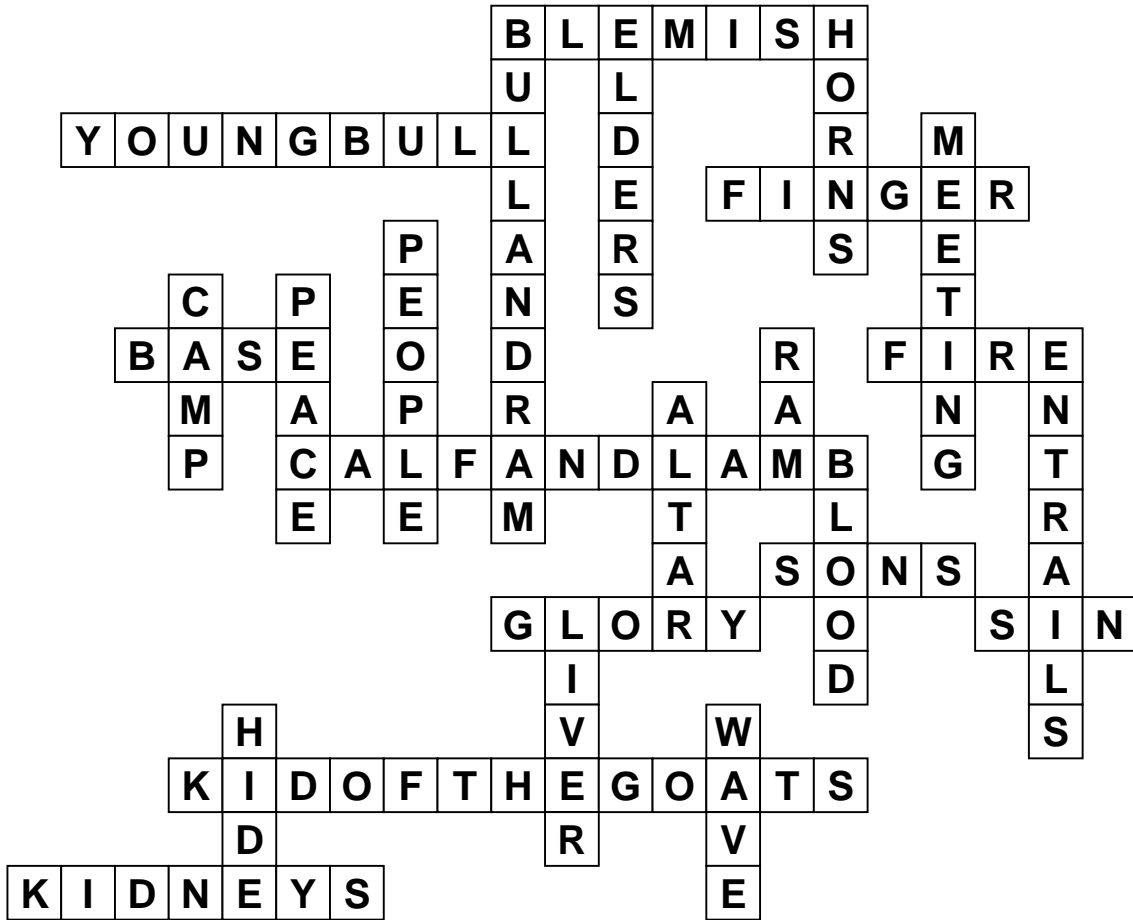 BLEMISH
BULLANDRAM
ELDERS
HORNS
YOUNGBULL
MEETING
FINGER
PEOPLE
CAMP
PEACE
BASE
RAM
FIRE
ENTRAILS
ALTAR
CALFANDLAMB
BLOOD
SONS
GLORY
LIVER
SIN
HIDE
WAVE
KIDOFTHEGOATS
KIDNEYS